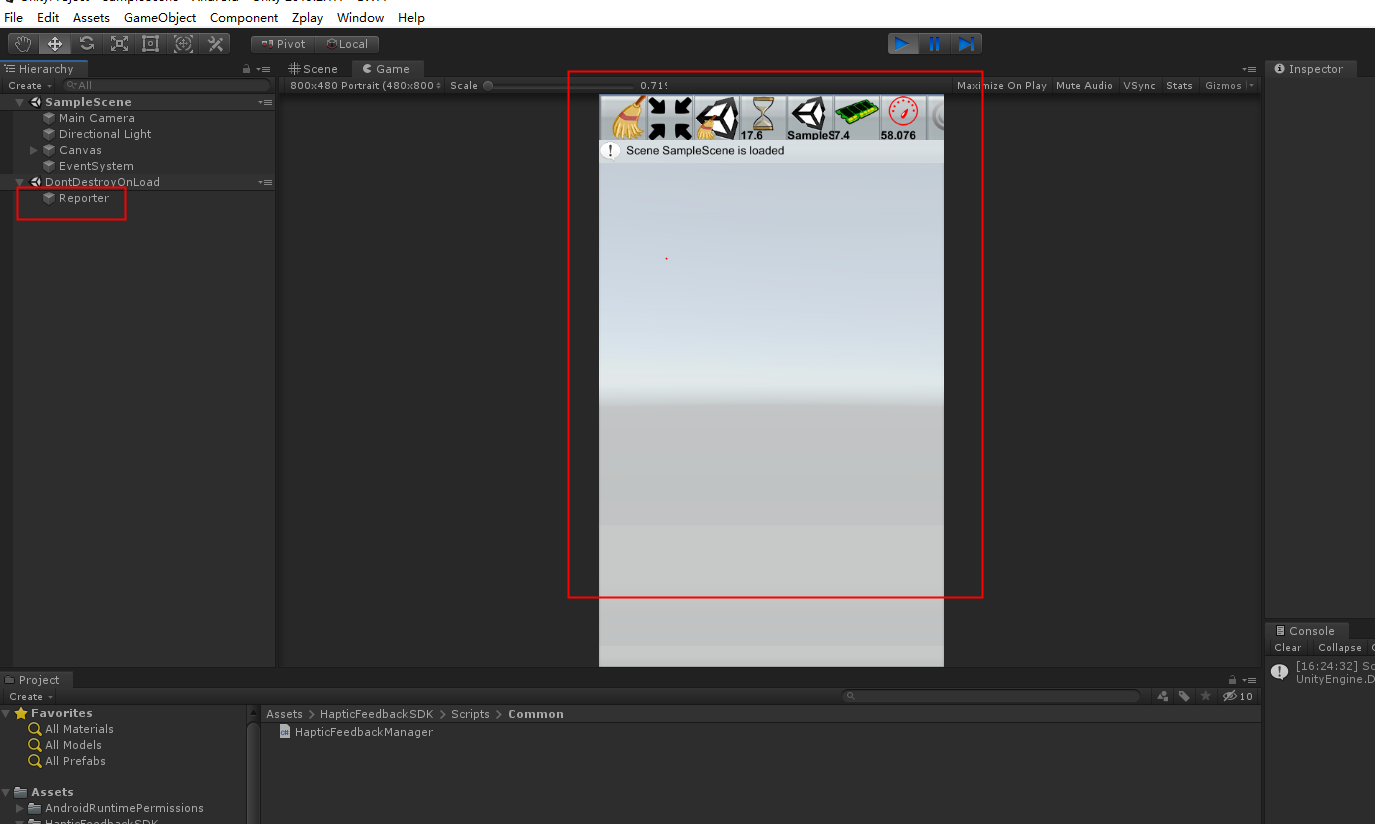 File Edit Assets GameObject Component Zplay Window Help
Pivot Local
Hierarchy
Create All
SampleScene
Main Camera
Directional Light
Canvas
EventSystem
DontDestroyOnLoad
Reporter
Scene Game
800x480 Portrait (480x800 Scale 0.71 Maximize On Play Mute Audio VSync Stats Gizmos
17.6 SampleS 7.4 58.076
Scene SampleScene is loaded
Inspector
Console
Clear Collapse
[16:24:32] Sc
UnityEngine.D
Project
Create
10
Favorites
All Materials
All Models
All Prefabs
Assets
AndroidRuntimePermissions
HapticFeedbackSDK
Assets > HapticFeedbackSDK > Scripts > Common
HapticFeedbackManager